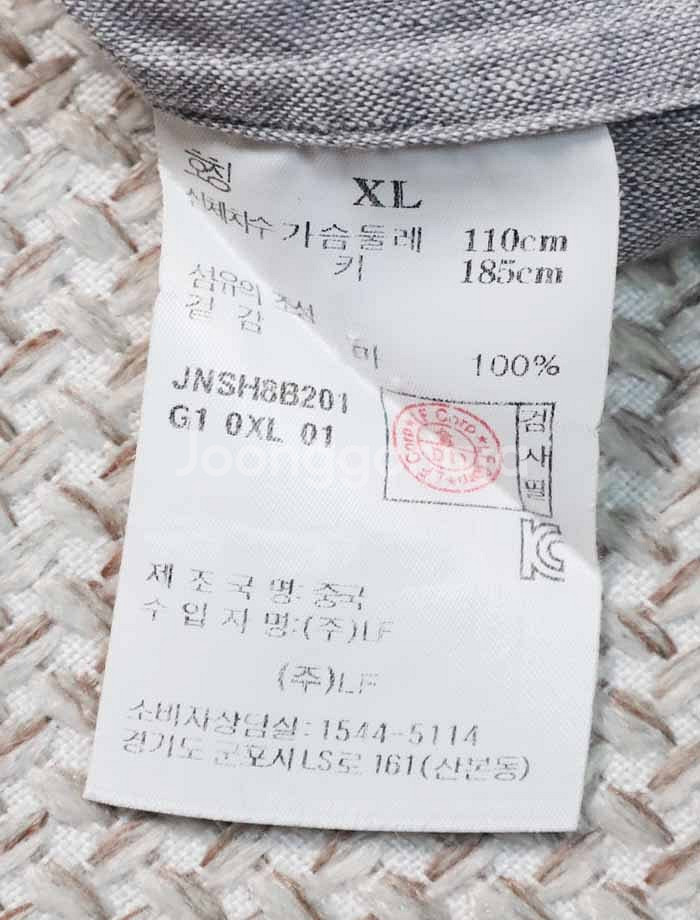 호칭 XL
신체치수 가슴둘레 110cm
키 185cm
섬유의 조성
겉 감
마 100%
JNSH8B201
G1 0XL 01
검사필
LF Corp
제 조 국 명: 중국
수 입 자 명:(주)LF
(주)LF
소비자상담실: 1544-5114
경기도 군포시 LS로 161(산본동)